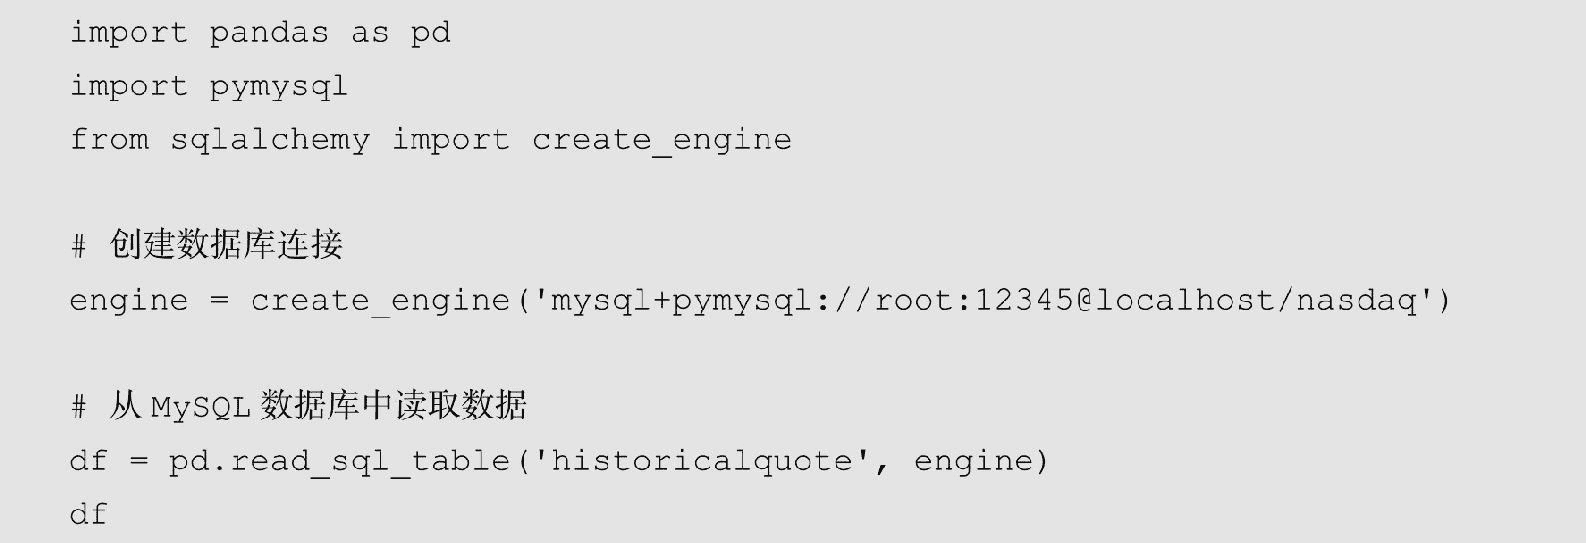 import pandas as pd
import pymysql
from sqlalchemy import create_engine
# 创建数据库连接
engine = create_engine('mysql+pymysql://root:12345@localhost/nasdaq')
# 从 MySQL 数据库中读取数据
df = pd.read_sql_table('historicalquote', engine)
df